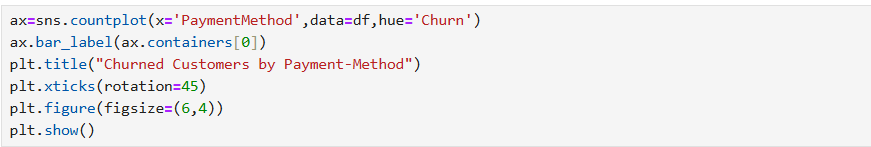 ax=sns.countplot(x='PaymentMethod',data=df,hue='Churn')
ax.bar_label(ax.containers[0])
plt.title("Churned Customers by Payment-Method")
plt.xticks(rotation=45)
plt.figure(figsize=(6,4))
plt.show()